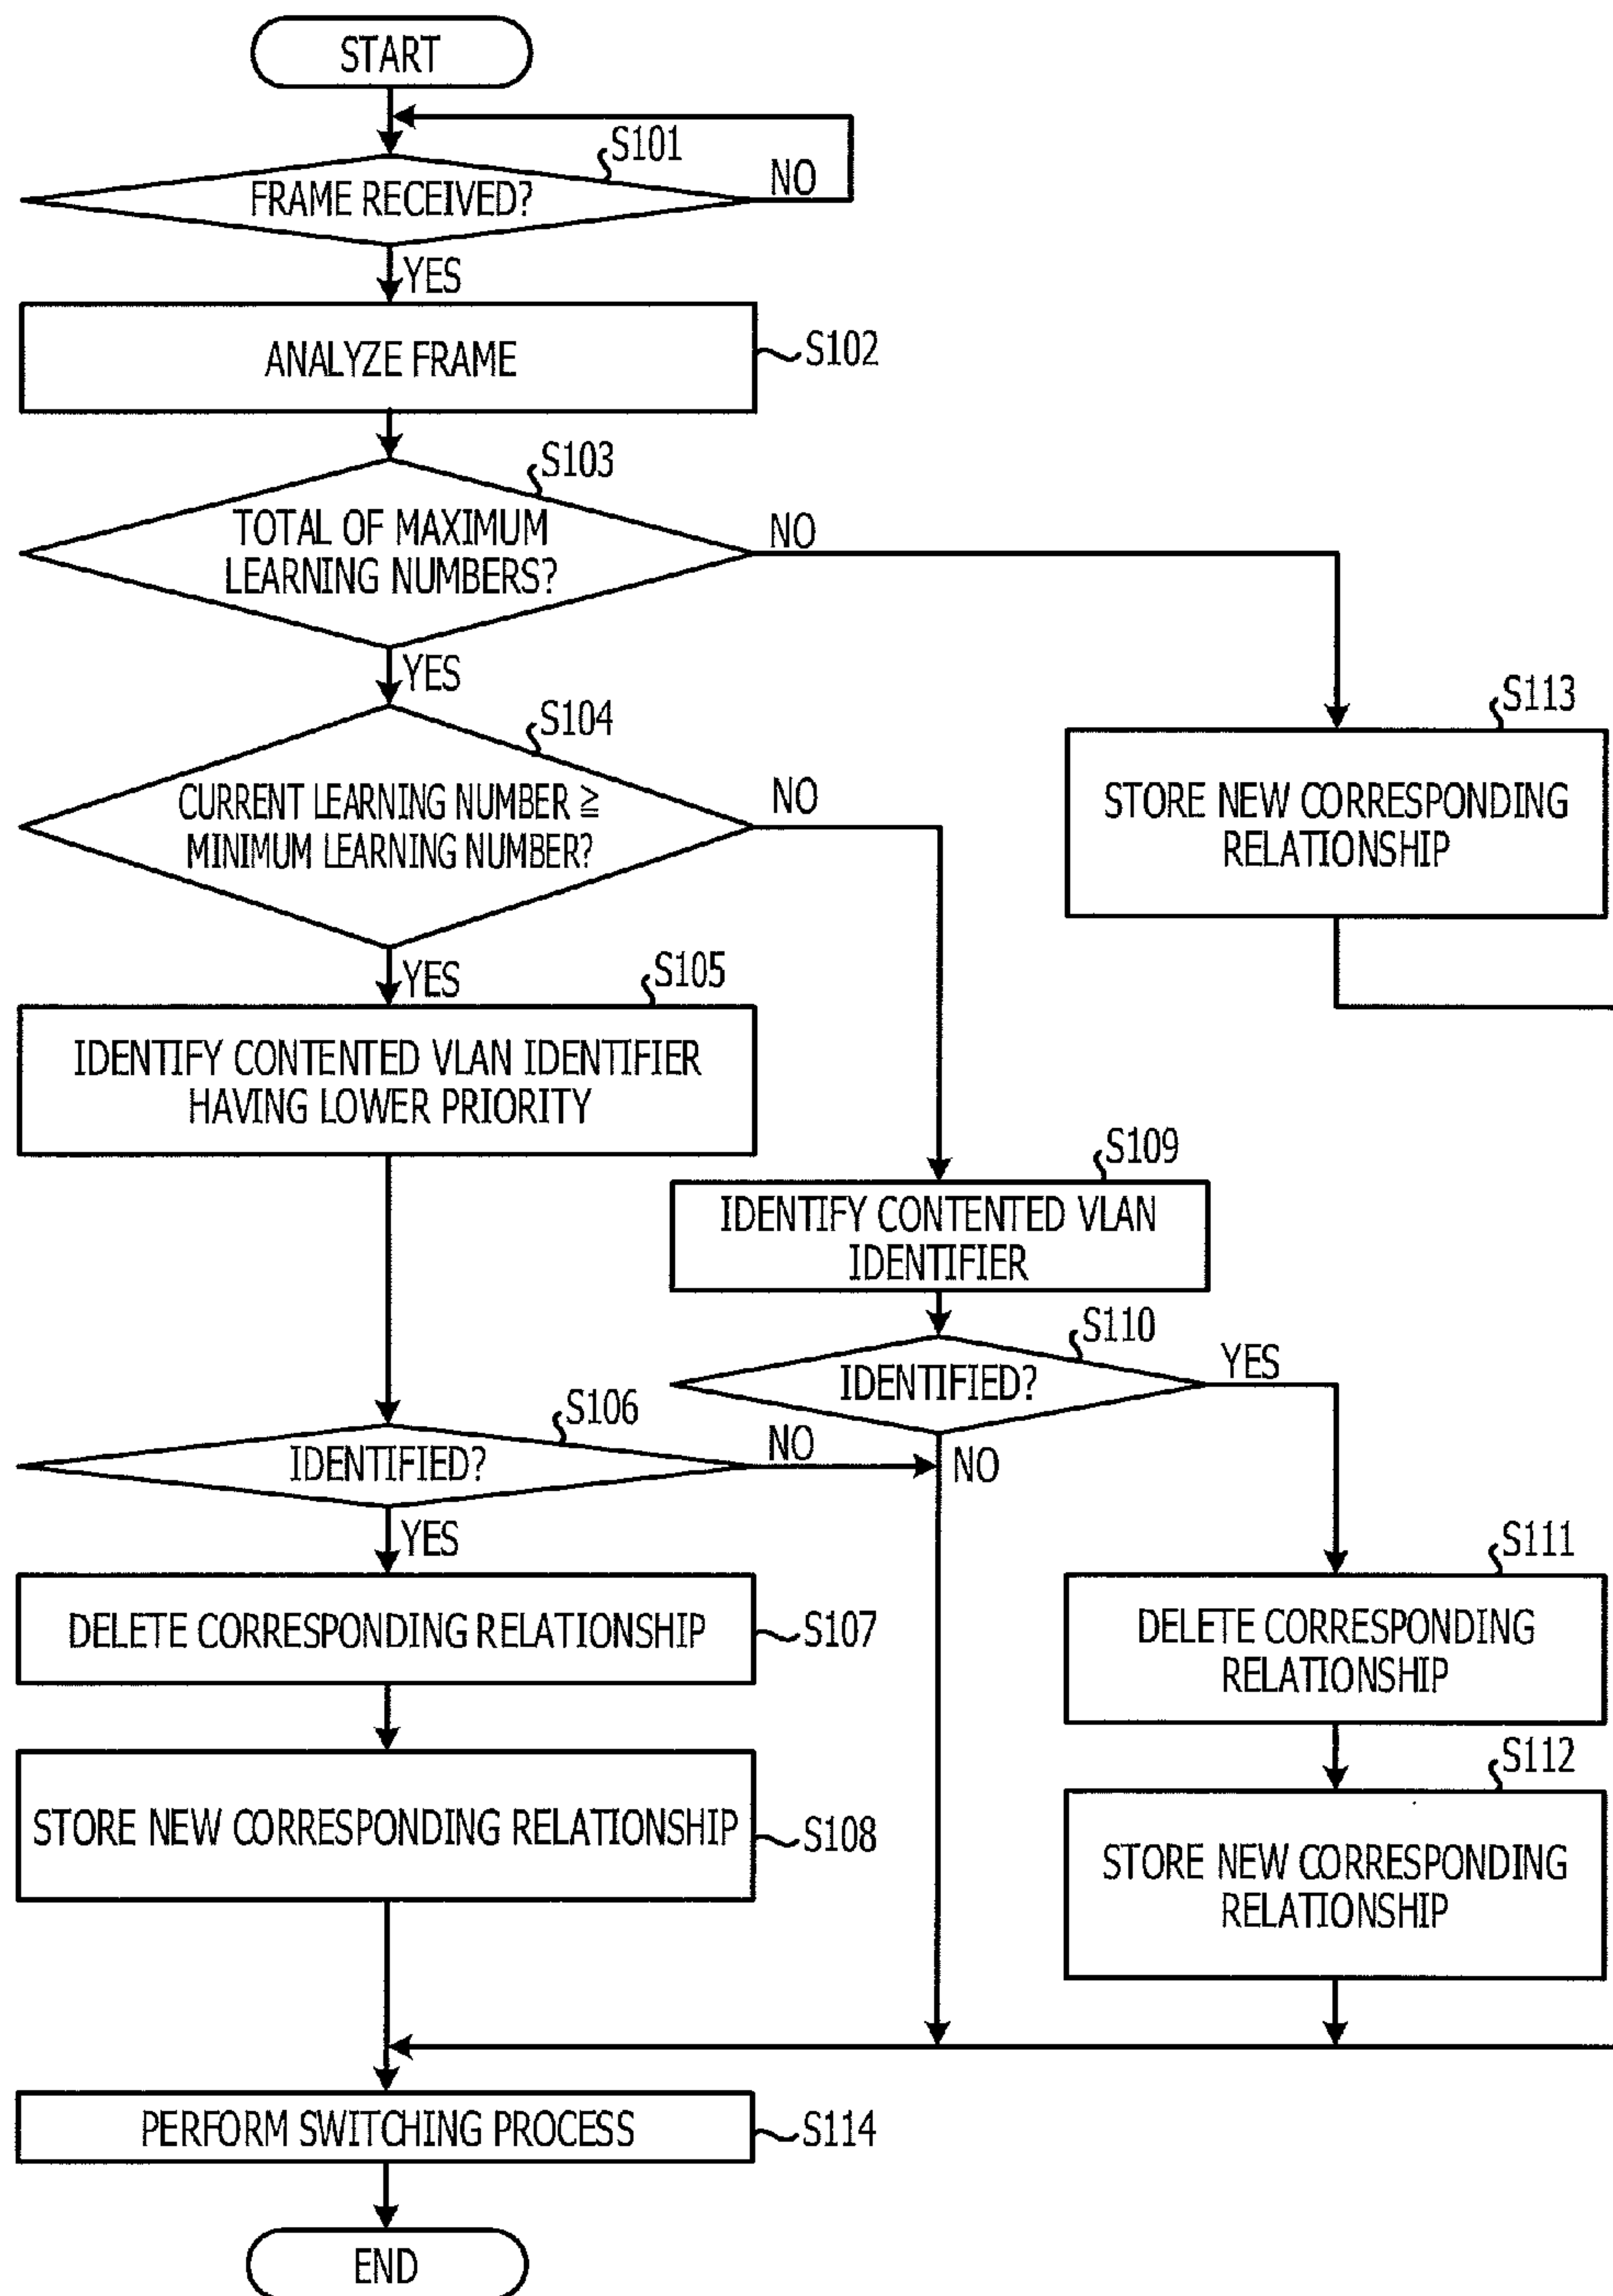 START
S101
FRAME RECEIVED?
NO
YES
ANALYZE FRAME
S102
S103
TOTAL OF MAXIMUM
LEARNING NUMBERS?
NO
YES
S104
CURRENT LEARNING NUMBER ≧
MINIMUM LEARNING NUMBER?
NO
S113
STORE NEW CORRESPONDING
RELATIONSHIP
YES
S105
IDENTIFY CONTENTED VLAN IDENTIFIER
HAVING LOWER PRIORITY
S109
IDENTIFY CONTENTED VLAN
IDENTIFIER
S110
IDENTIFIED?
YES
NO
S106
IDENTIFIED?
NO
YES
DELETE CORRESPONDING RELATIONSHIP
S107
S111
DELETE CORRESPONDING
RELATIONSHIP
STORE NEW CORRESPONDING RELATIONSHIP
S108
S112
STORE NEW CORRESPONDING
RELATIONSHIP
PERFORM SWITCHING PROCESS
S114
END